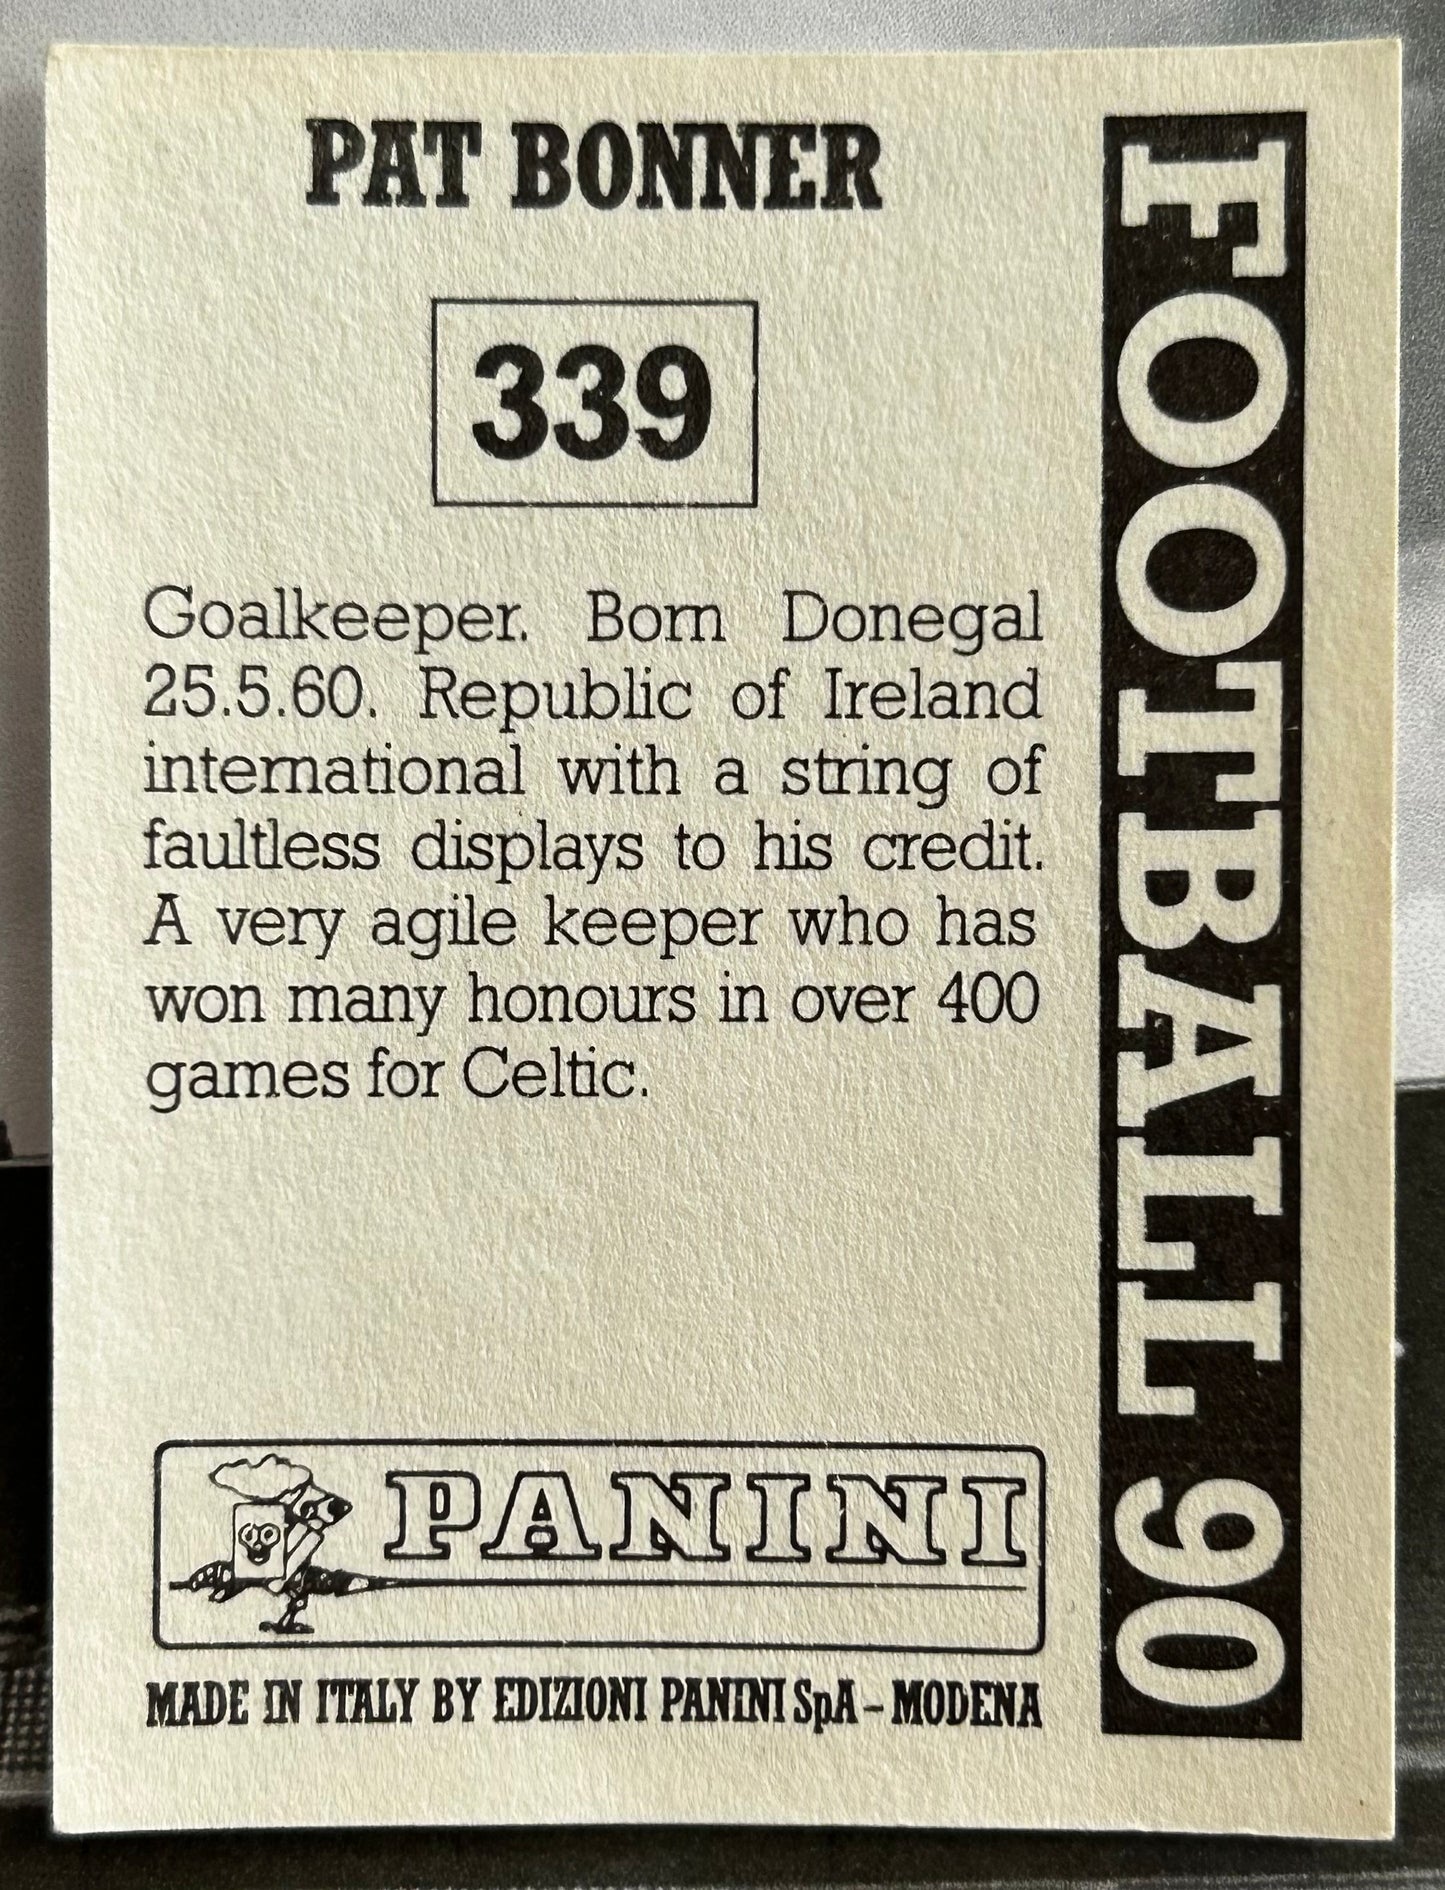 PAT BONNER
339
Goalkeeper. Born Donegal
25.5.60. Republic of Ireland
international with a string of
faultless displays to his credit.
A very agile keeper who has
won many honours in over 400
games for Celtic.
PANINI
MADE IN ITALY BY EDIZIONI PANINI SpA – MODENA
FOOTBALL 90